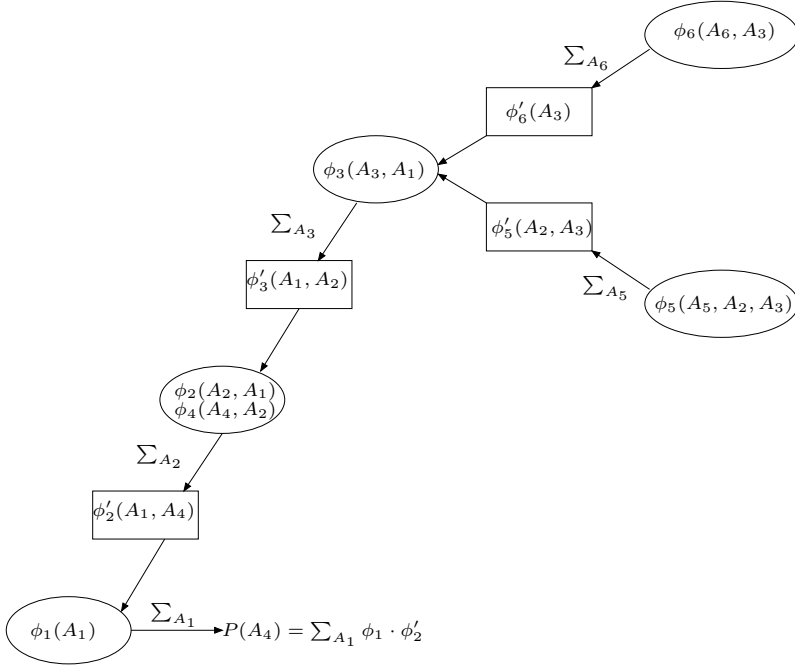 ϕ₆(A₆, A₃)
∑_{A₆}
ϕ′₆(A₃)
ϕ₃(A₃, A₁)
∑_{A₃}
ϕ′₅(A₂, A₃)
ϕ′₃(A₁, A₂)
∑_{A₅}
ϕ₅(A₅, A₂, A₃)
ϕ₂(A₂, A₁)
ϕ₄(A₄, A₂)
∑_{A₂}
ϕ′₂(A₁, A₄)
ϕ₁(A₁)
∑_{A₁}
P(A₄) = ∑_{A₁} ϕ₁ · ϕ′₂